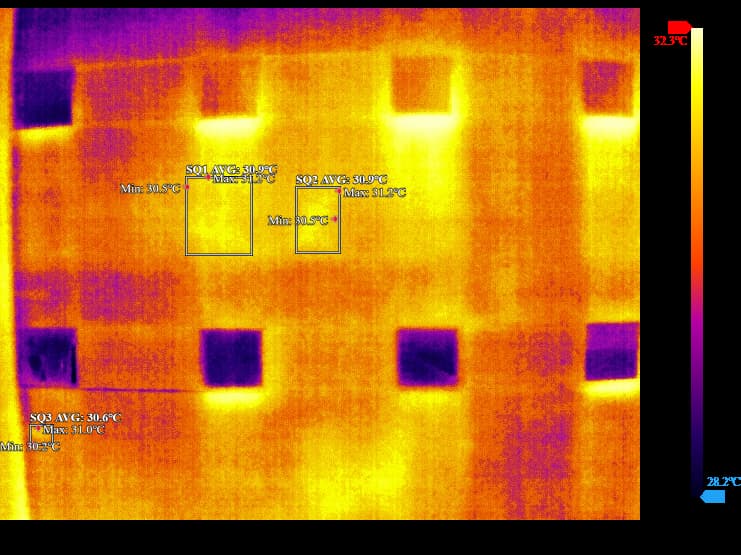 32.3°C
SQ1 AVG: 30.9°C
Max: 31.2°C
Min: 30.5°C
SQ2 AVG: 30.9°C
Max: 31.2°C
Min: 30.5°C
SQ3 AVG: 30.6°C
Max: 31.0°C
Min: 30.2°C
28.2°C